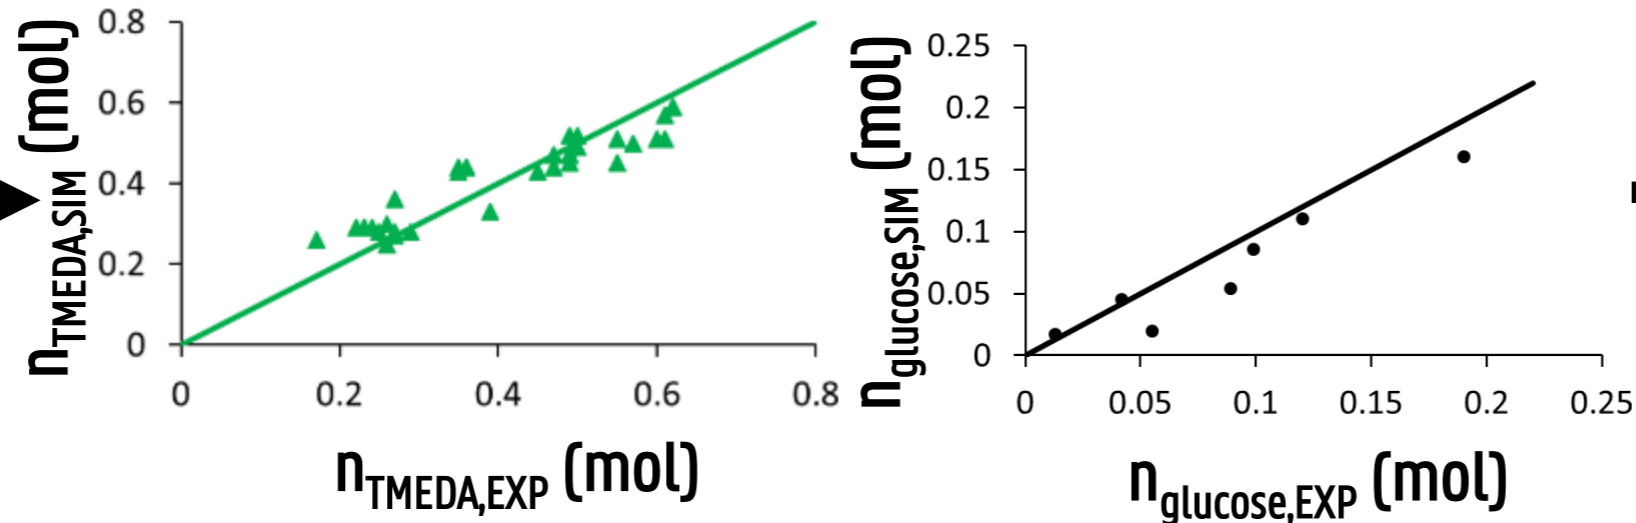 n_TMEDA,SIM (mol)
0.8
0.6
0.4
0.2
0
0 0.2 0.4 0.6 0.8
n_TMEDA,EXP (mol)
n_glucose,SIM (mol)
0.25
0.2
0.15
0.1
0.05
0
0 0.05 0.1 0.15 0.2 0.25
n_glucose,EXP (mol)